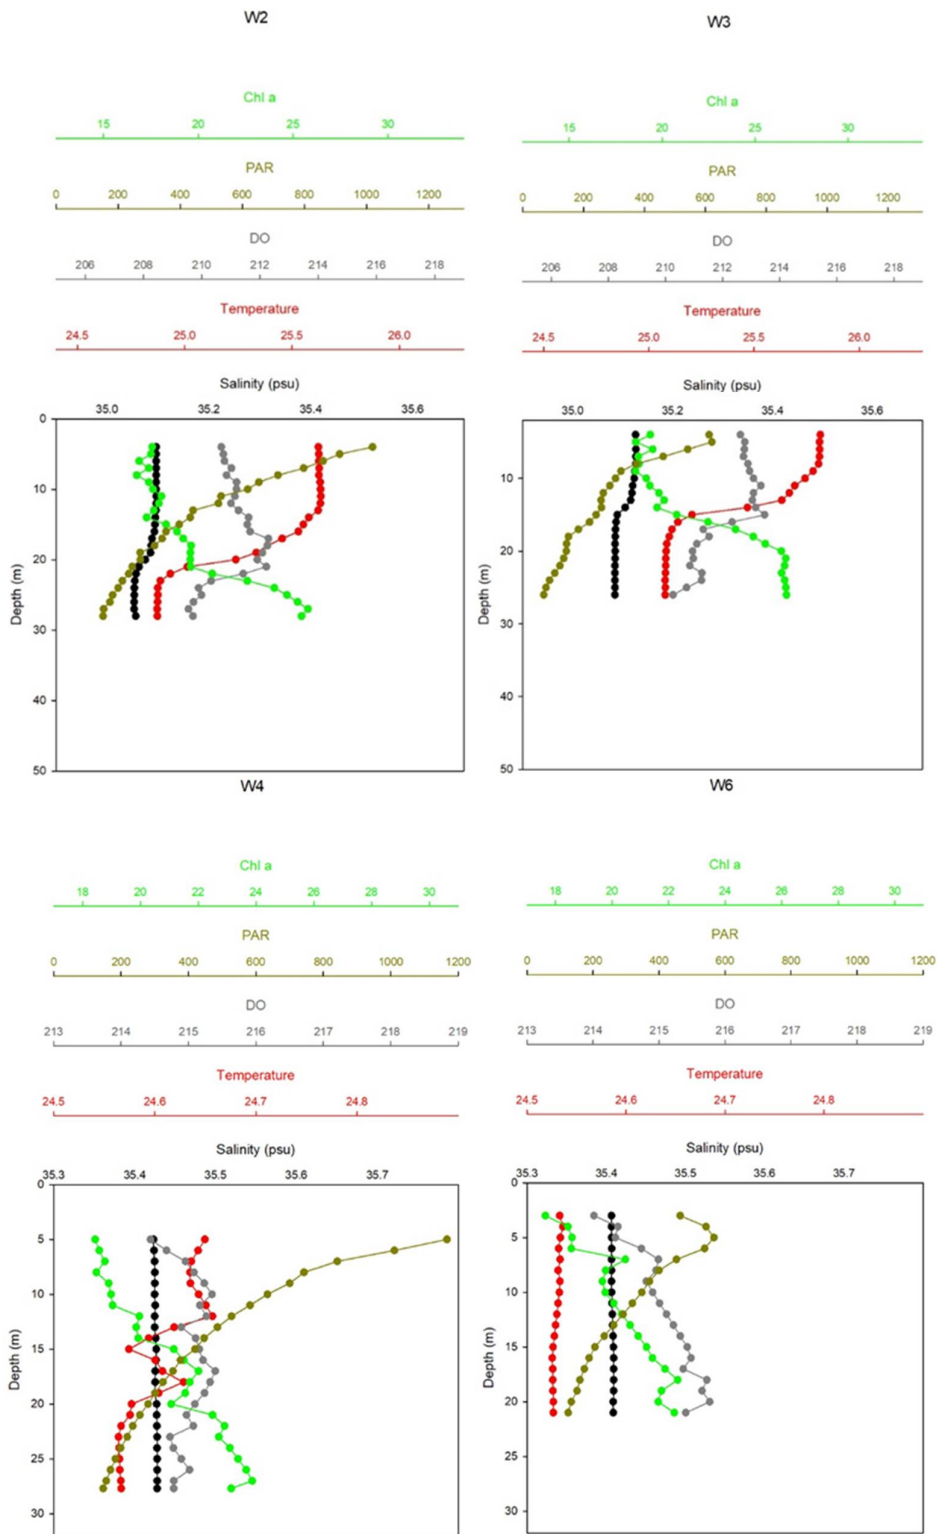 W2
Chl a
15 20 25 30
PAR
0 200 400 600 800 1000 1200
DO
206 208 210 212 214 216 218
Temperature
24.5 25.0 25.5 26.0
Salinity (psu)
35.0 35.2 35.4 35.6
0
10
20
30
40
50
Depth (m)
W3
Chl a
15 20 25 30
PAR
0 200 400 600 800 1000 1200
DO
206 208 210 212 214 216 218
Temperature
24.5 25.0 25.5 26.0
Salinity (psu)
35.0 35.2 35.4 35.6
0
10
20
30
40
50
Depth (m)
W4
Chl a
18 20 22 24 26 28 30
PAR
0 200 400 600 800 1000 1200
DO
213 214 215 216 217 218 219
Temperature
24.5 24.6 24.7 24.8
Salinity (psu)
35.3 35.4 35.5 35.6 35.7
0
5
10
15
20
25
30
Depth (m)
W6
Chl a
18 20 22 24 26 28 30
PAR
0 200 400 600 800 1000 1200
DO
213 214 215 216 217 218 219
Temperature
24.5 24.6 24.7 24.8
Salinity (psu)
35.3 35.4 35.5 35.6 35.7
0
5
10
15
20
25
30
Depth (m)